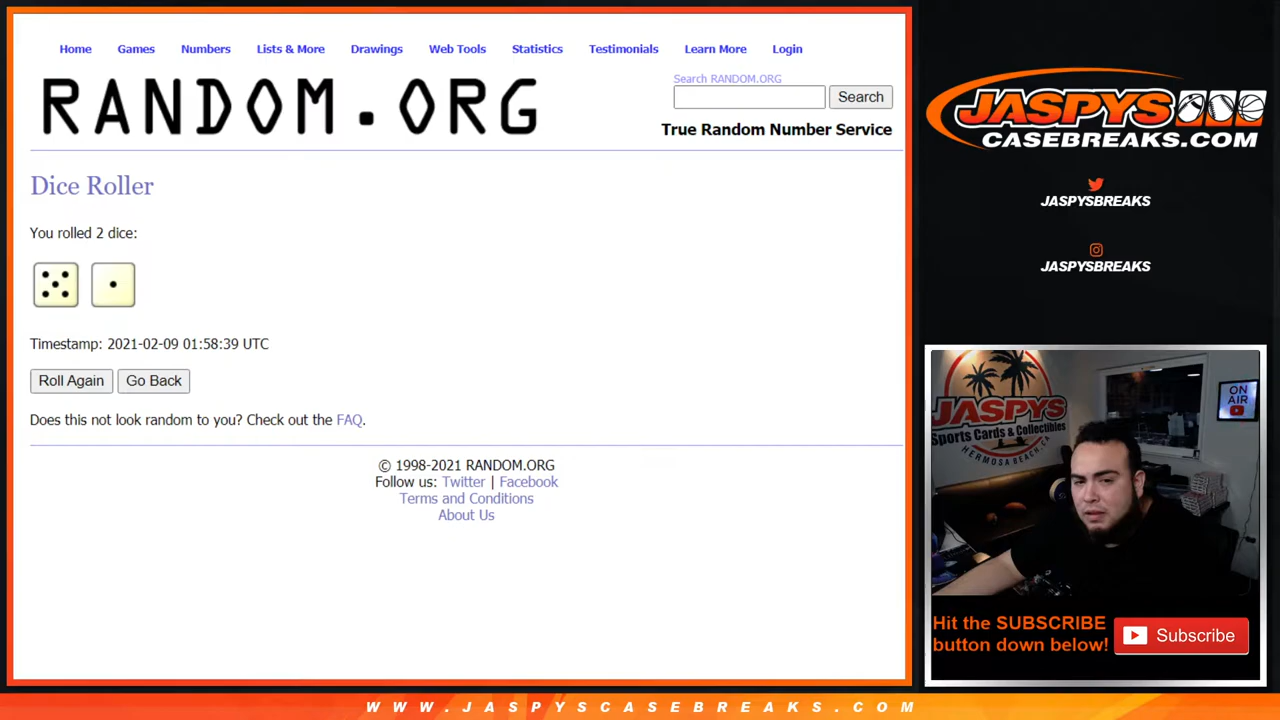 Home Games Numbers Lists & More Drawings Web Tools Statistics Testimonials Learn More Login
RANDOM.ORG
Search RANDOM.ORG
Search
True Random Number Service
Dice Roller
You rolled 2 dice:
Timestamp: 2021-02-09 01:58:39 UTC
Roll Again Go Back
Does this not look random to you? Check out the FAQ.
© 1998-2021 RANDOM.ORG
Follow us: Twitter | Facebook
Terms and Conditions
About Us
JASPYS
CASEBREAKS.COM
JASPYSBREAKS
JASPYSBREAKS
JASPYS
Sports Cards & Collectibles
HERMOSA BEACH, CA
ON
AIR
Hit the SUBSCRIBE
button down below!
Subscribe
WWW.JASPYSCASEBREAKS.COM